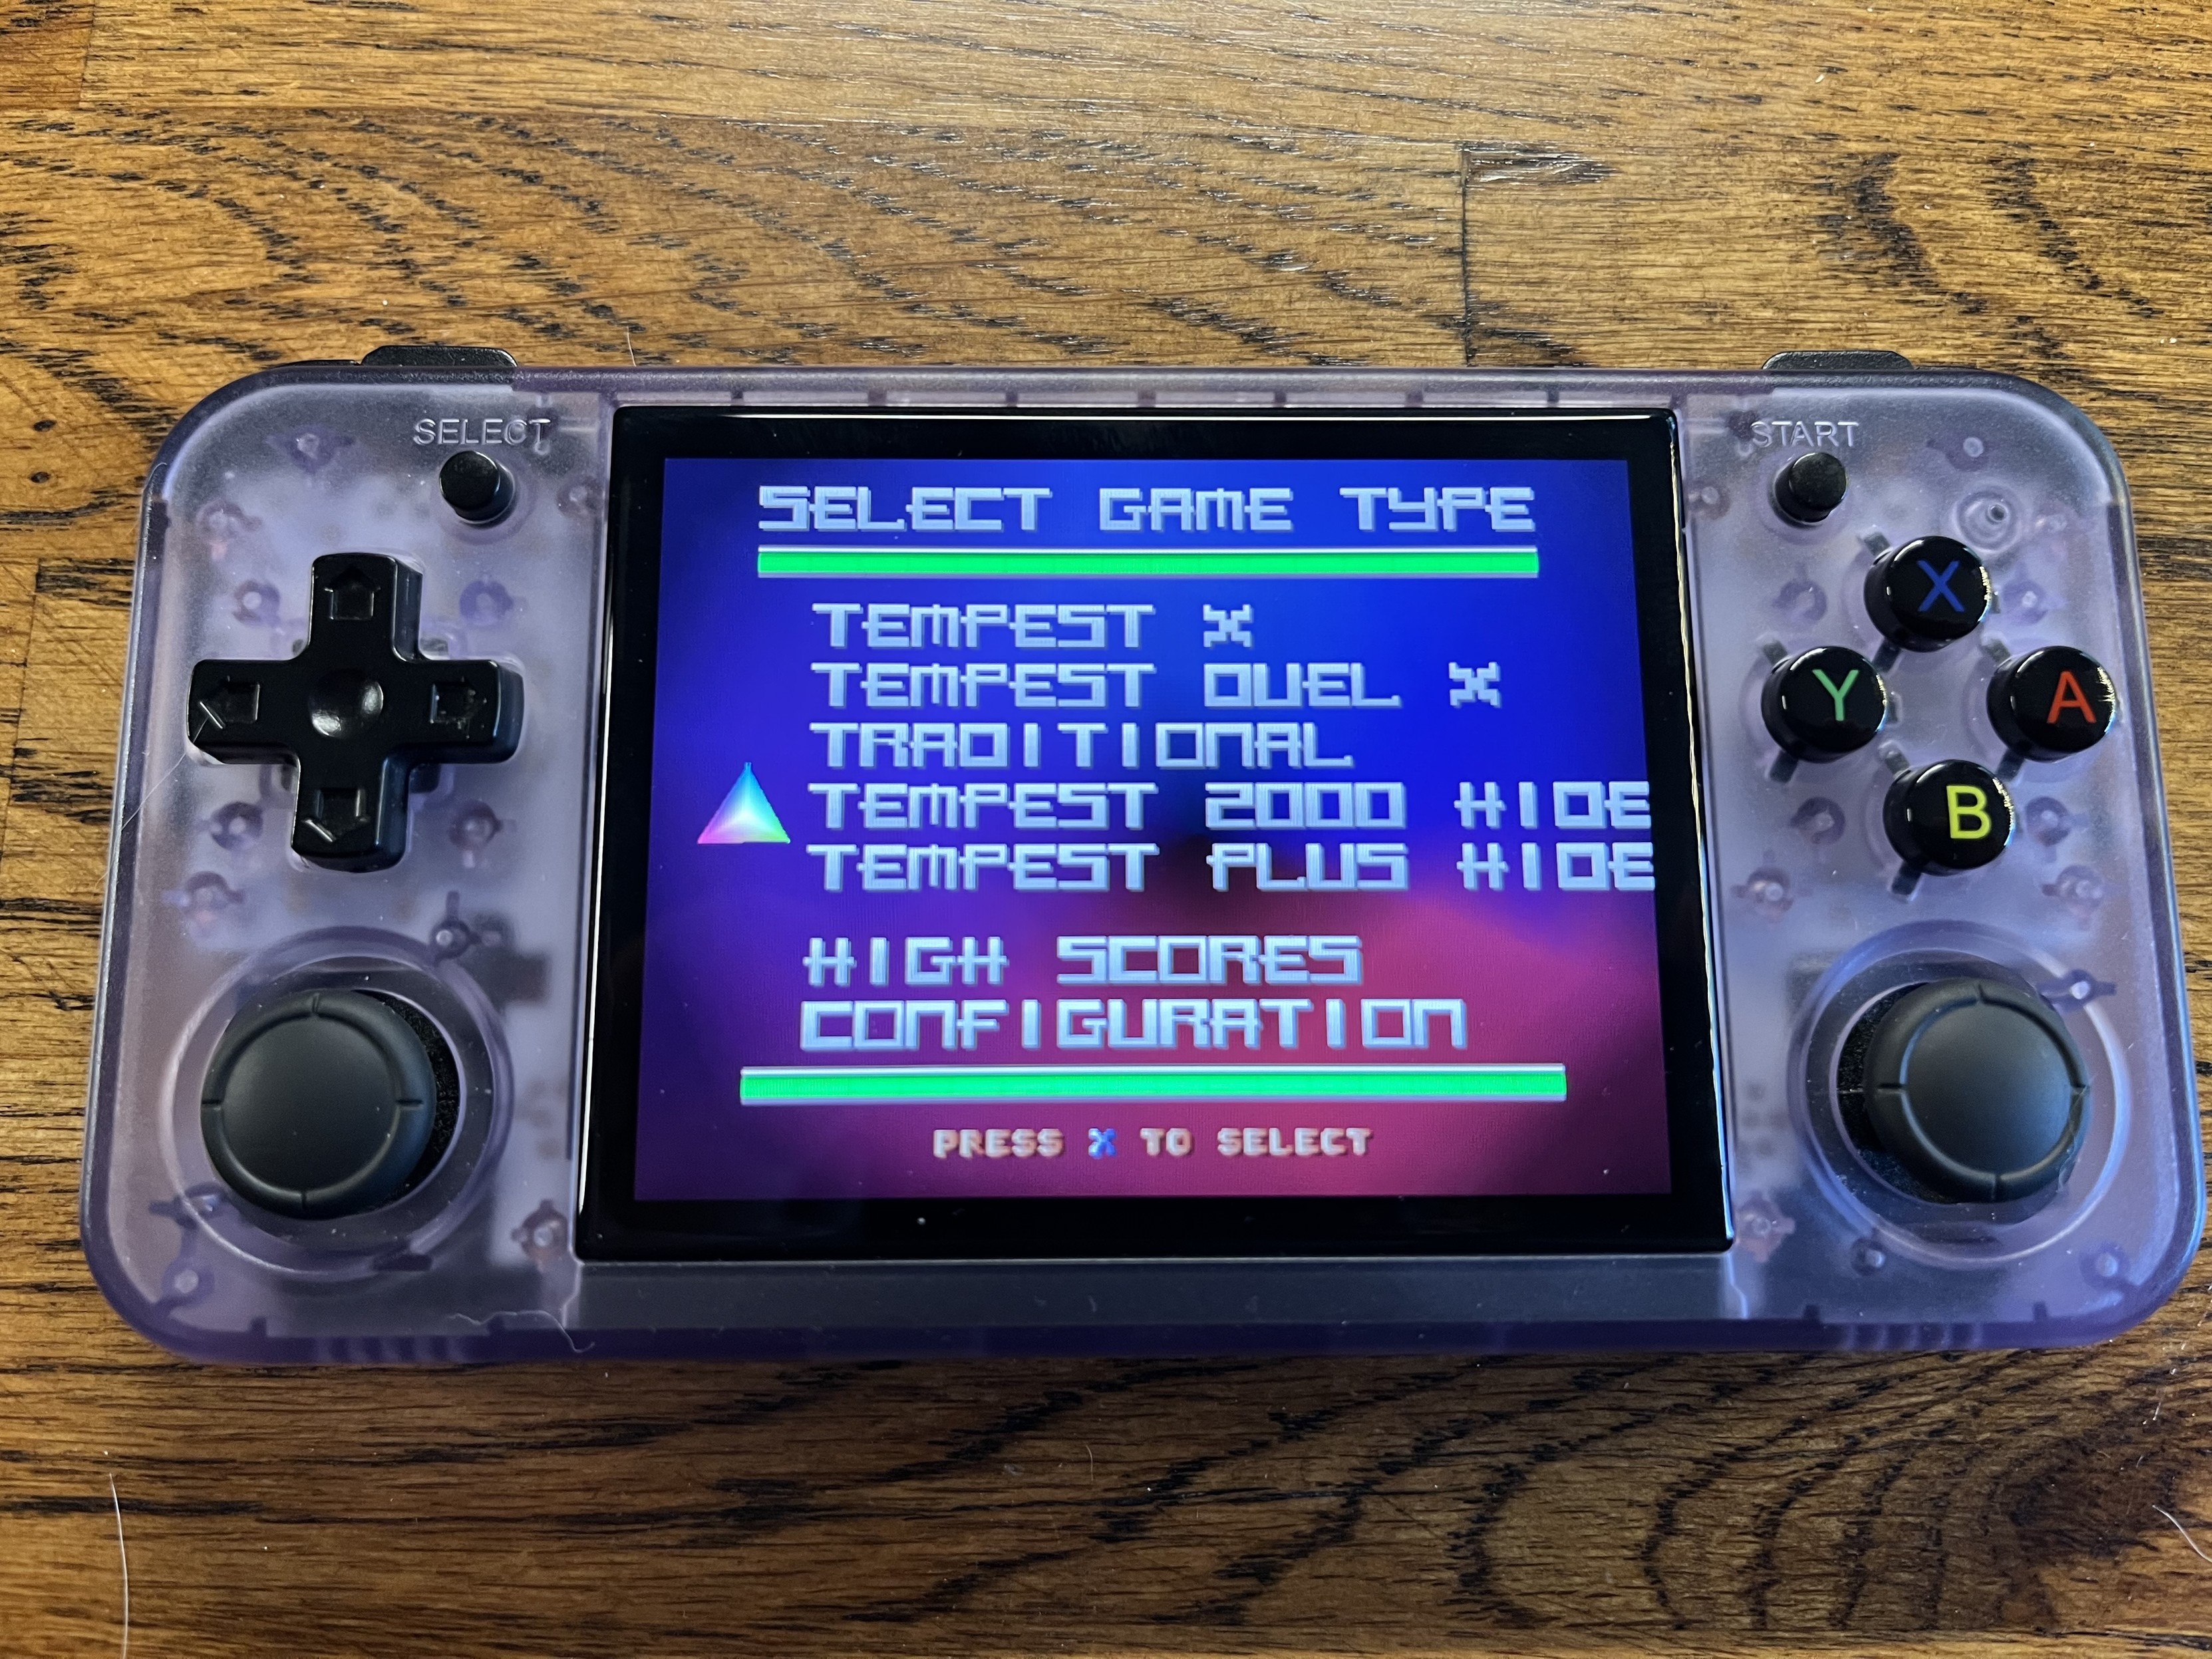 SELECT
START
SELECT GAME TYPE
TEMPEST X
TEMPEST DUEL X
TRADITIONAL
TEMPEST 2000 HIDE
TEMPEST PLUS HIDE
HIGH SCORES
CONFIGURATION
PRESS X TO SELECT
X
Y
A
B